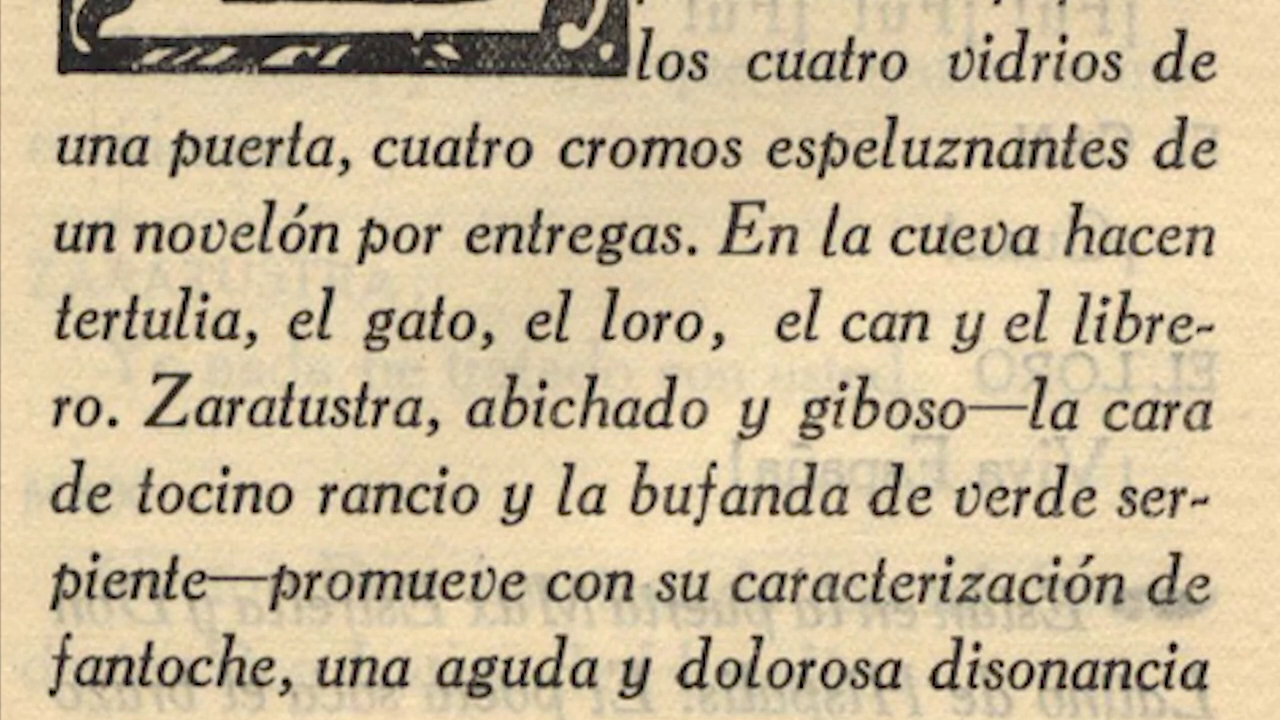 los cuatro vidrios de
una puerta, cuatro cromos espeluznantes de
un novelón por entregas. En la cueva hacen
tertulia, el gato, el loro, el can y el libre-
ro. Zaratustra, abichado y giboso—la cara
de tocino rancio y la bufanda de verde ser-
piente—promueve con su caracterización de
fantoche, una aguda y dolorosa disonancia